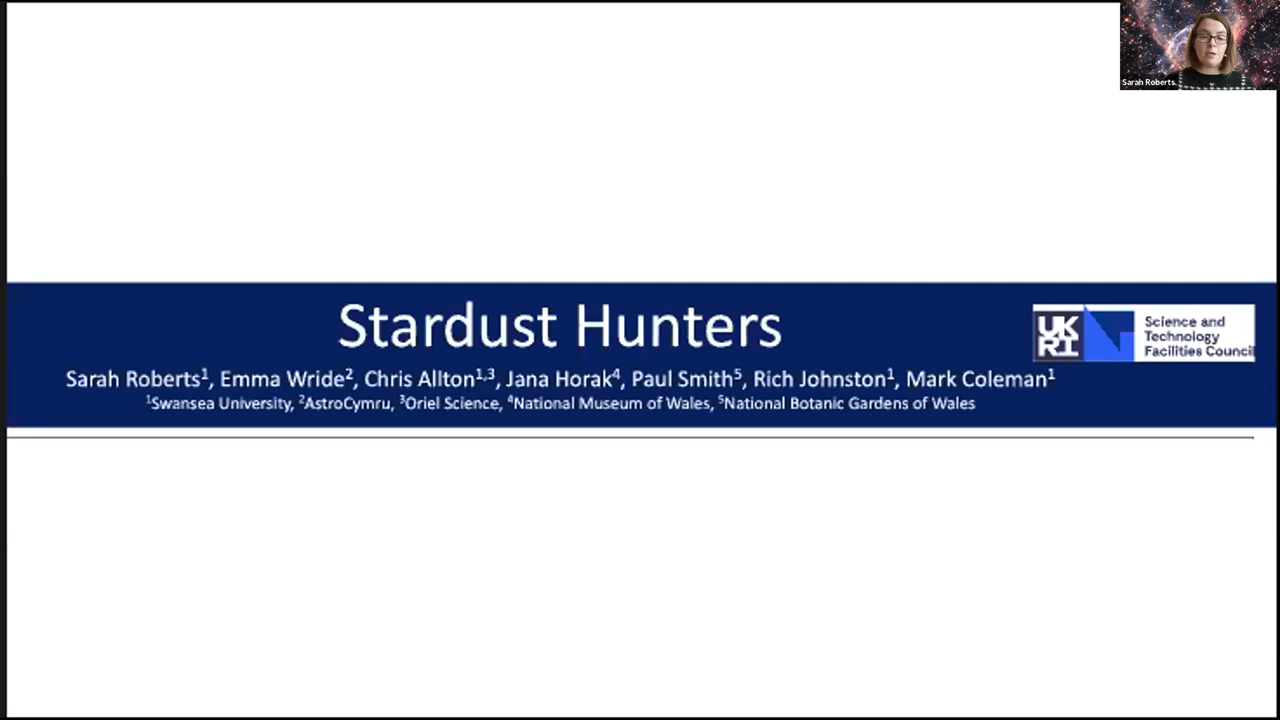 Sarah Roberts
Stardust Hunters
UK
RI
Science and
Technology
Facilities Council
Sarah Roberts¹, Emma Wride², Chris Allton¹,³, Jana Horak⁴, Paul Smith⁵, Rich Johnston¹, Mark Coleman¹
¹Swansea University, ²AstroCymru, ³Oriel Science, ⁴National Museum of Wales, ⁵National Botanic Gardens of Wales